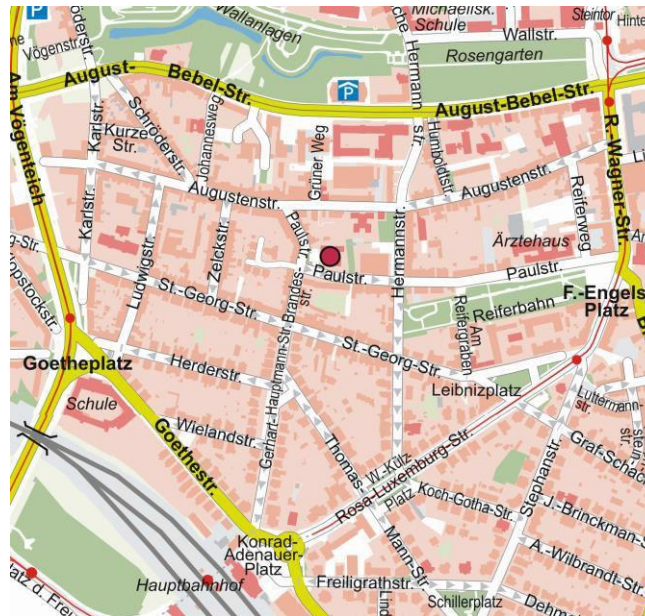 P
Vögenstr.
Wallanlagen
Michaelisk.
Schule
Steintor
Wallstr.
Rosengarten
Am Vögenteich
August-
Bebel-Str.
P
August-Bebel-Str.
Karlstr.
Kurze
Str.
Schröderstr.
Johannesweg
Grüner Weg
Humboldtstr.
R.-Wagner-Str.
Augustenstr.
Augustenstr.
Karlstr.
Ludwigstr.
Zelckstr.
Paulstr.
Hermannstr.
Ärztehaus
Reiferweg
Paulstr.
Paulstr.
St.-Georg-Str.
Gerhart-Hauptmann-Str.
Brandes-
str.
Am
Reifergraben
Reiferbahn
F.-Engels-
Platz
Goetheplatz
Herderstr.
St.-Georg-Str.
Leibnizplatz
Schule
Wielandstr.
Goethestr.
Thomas-
Mann-Str.
W.-Külz-
Platz
Rosa-Luxemburg-Str.
Luttermann-
str.
Graf-Schack
Stephanstr.
Koch-Gotha-Str.
J.-Brinckman-Str
A.-Wilbrandt-Str.
Konrad-
Adenauer-
Platz
Hauptbahnhof
Freiligrathstr.
Schillerplatz